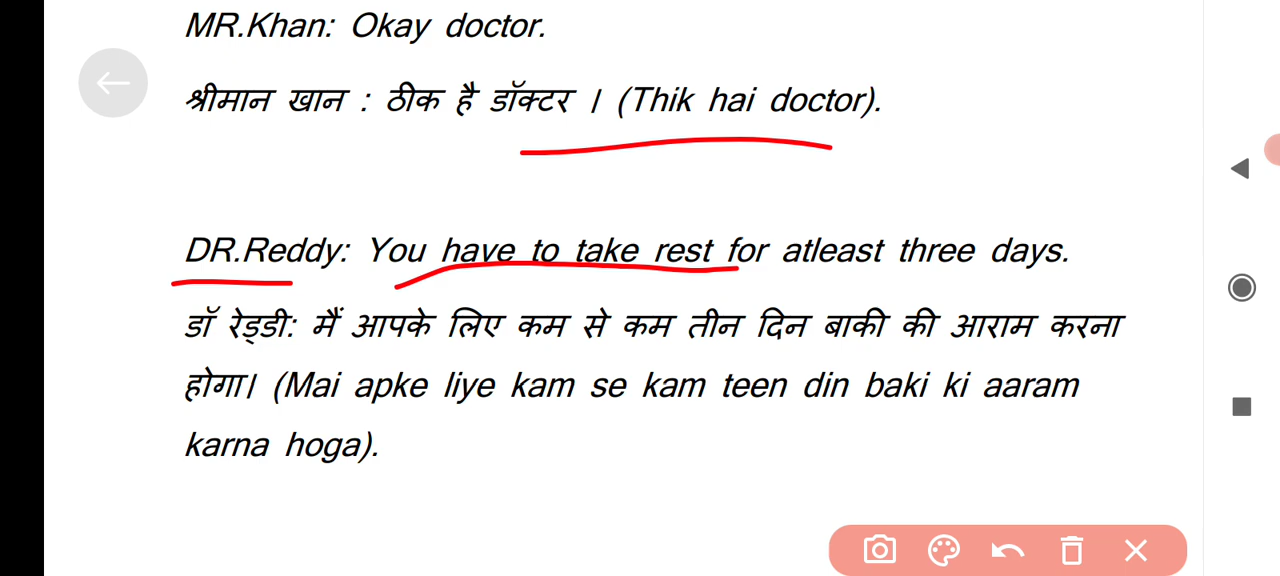 MR.Khan: Okay doctor.
श्रीमान खान : ठीक है डॉक्टर । (Thik hai doctor).
DR.Reddy: You have to take rest for atleast three days.
डॉ रेड्डी: मैं आपके लिए कम से कम तीन दिन बाकी की आराम करना
होगा। (Mai apke liye kam se kam teen din baki ki aaram
karna hoga).